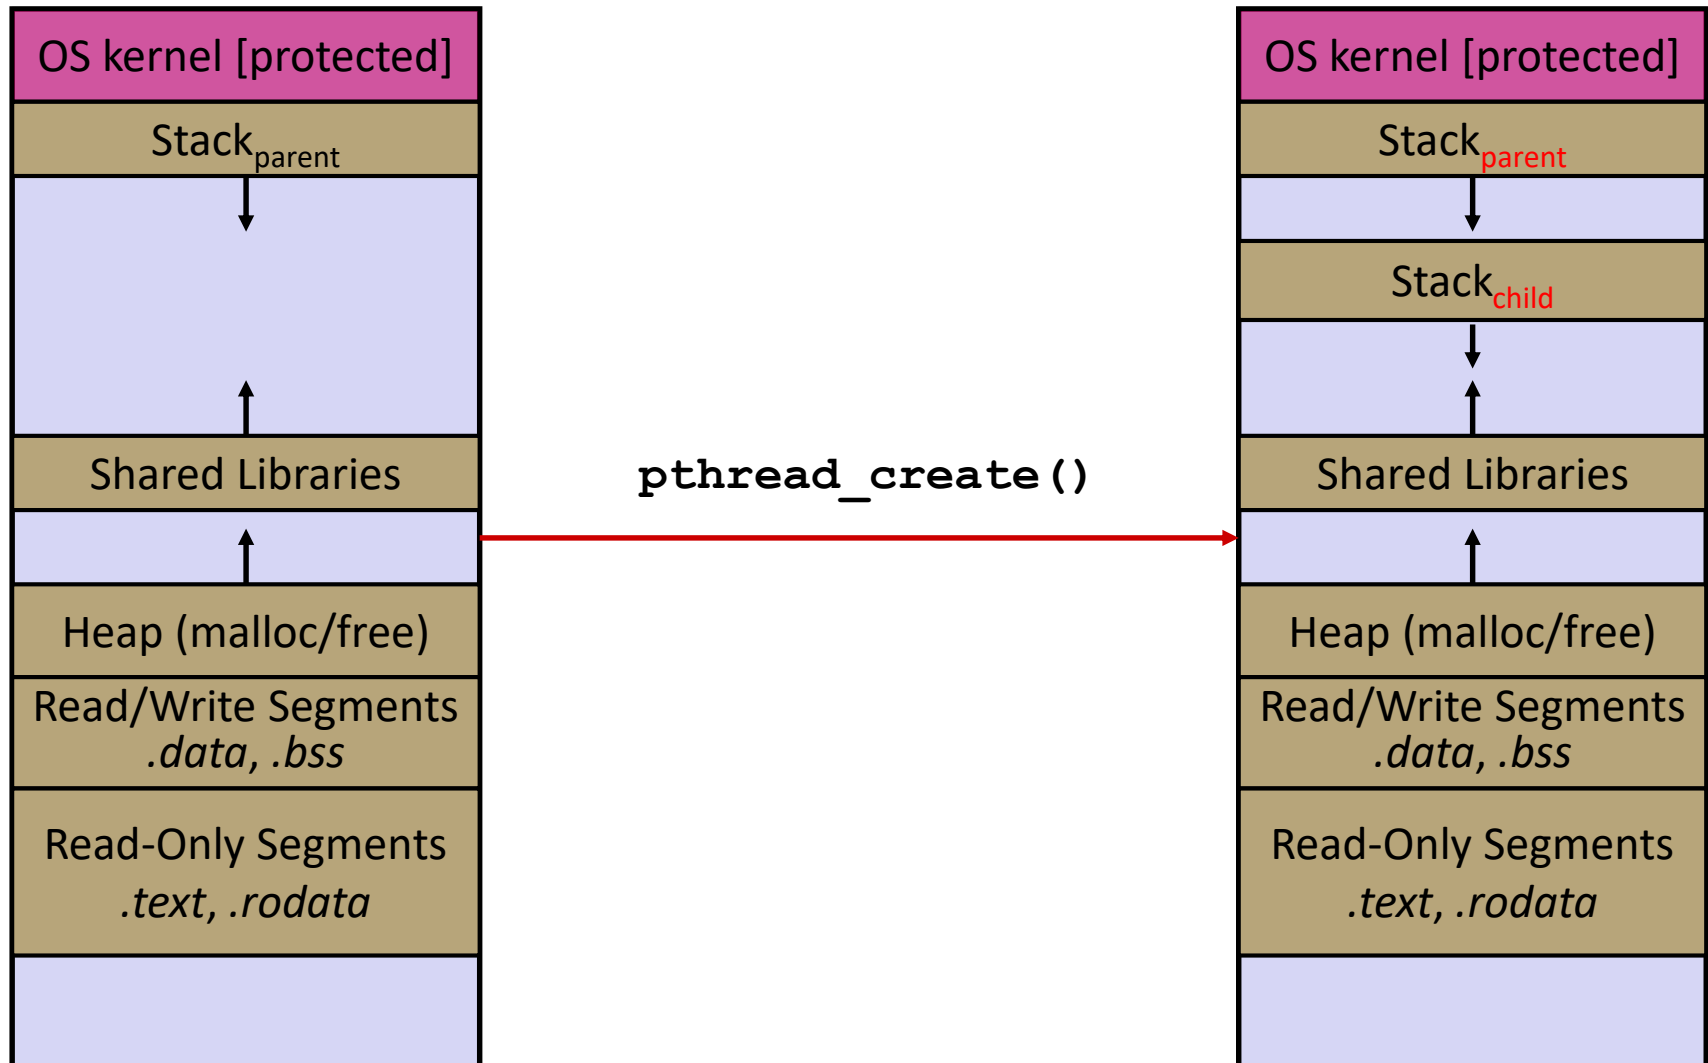 OS kernel [protected]
Stackparent
Shared Libraries
Heap (malloc/free)
Read/Write Segments
.data, .bss
Read-Only Segments
.text, .rodata
pthread_create()
OS kernel [protected]
Stackparent
Stackchild
Shared Libraries
Heap (malloc/free)
Read/Write Segments
.data, .bss
Read-Only Segments
.text, .rodata